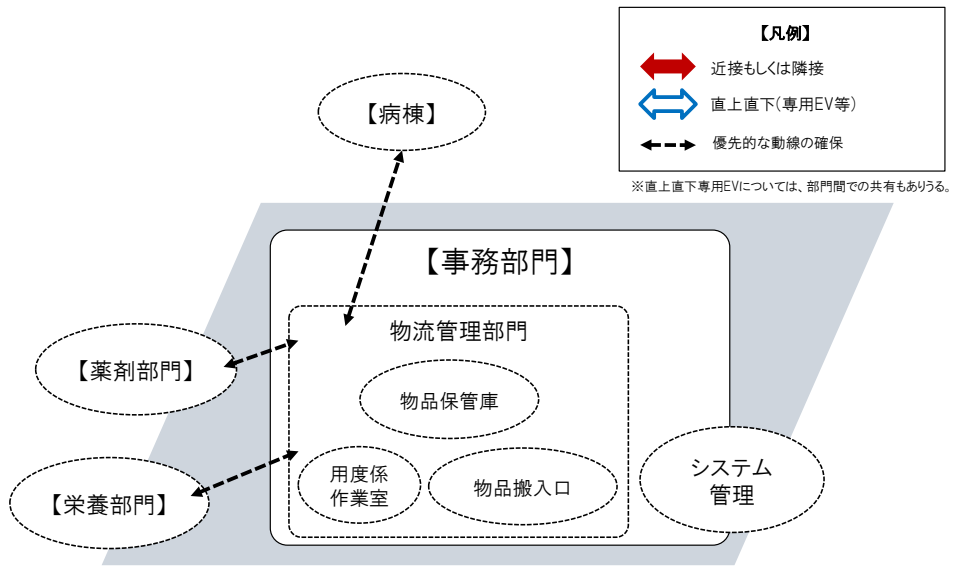 【凡例】
近接もしくは隣接
直上直下(専用EV等)
優先的な動線の確保
※直上直下専用EVについては、部門間での共有もありうる。
【病棟】
【事務部門】
物流管理部門
【薬剤部門】
物品保管庫
用度係
作業室
物品搬入口
システム
管理
【栄養部門】